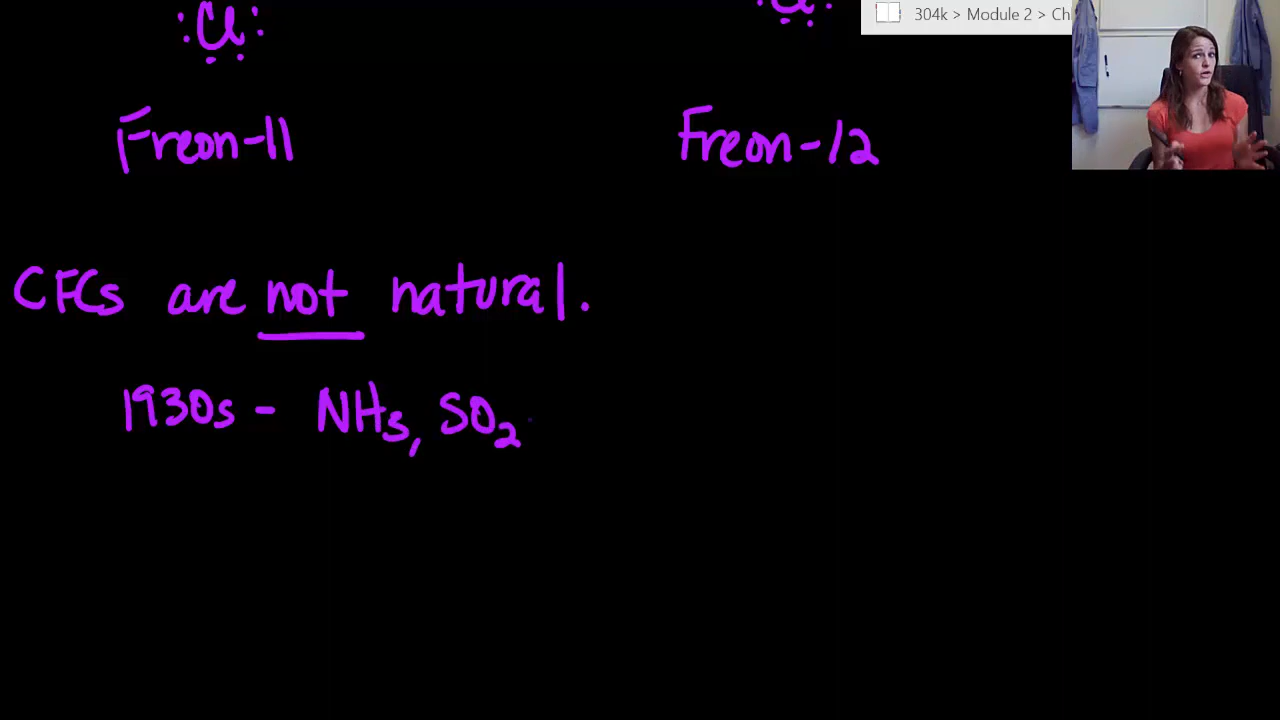 304k > Module 2 > Ch
:Cl:
Freon-11
Freon-12
CFCs are not natural.
1930s - NH₃, SO₂